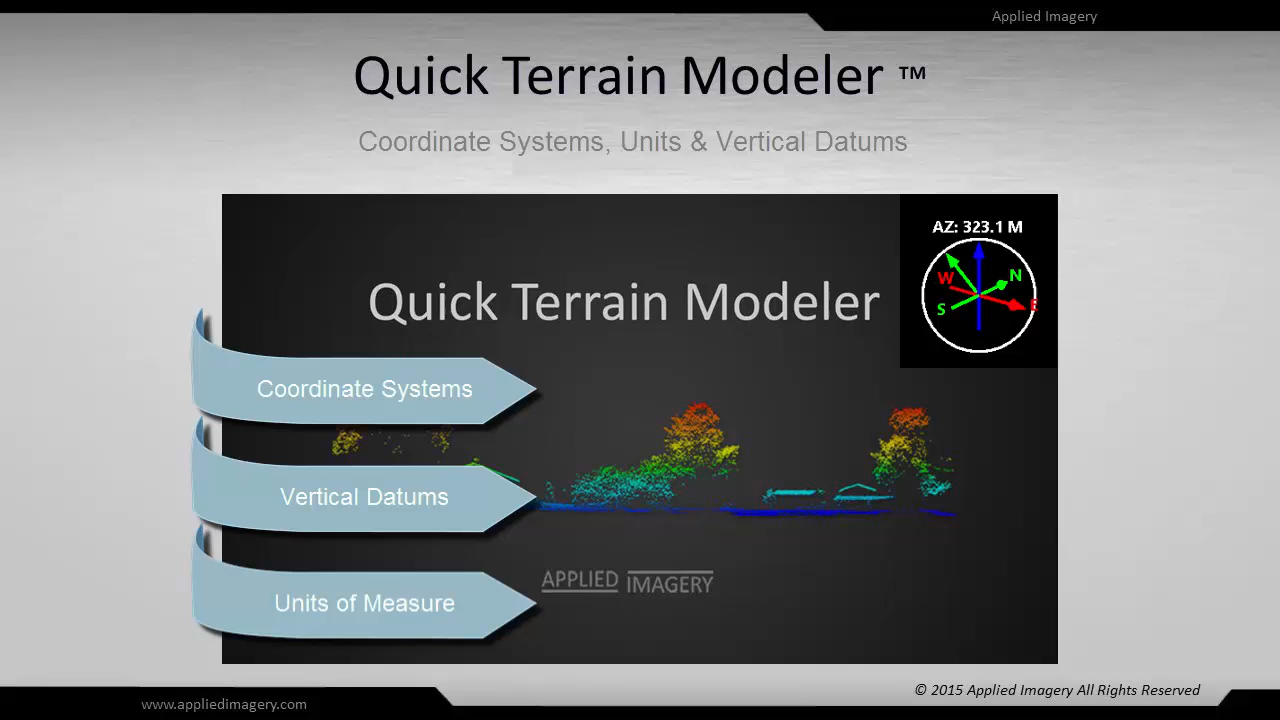 Applied Imagery
Quick Terrain Modeler ™
Coordinate Systems, Units & Vertical Datums
AZ: 323.1 M
W N
S E
Quick Terrain Modeler
Coordinate Systems
Vertical Datums
APPLIED IMAGERY
Units of Measure
© 2015 Applied Imagery All Rights Reserved
www.appliedimagery.com